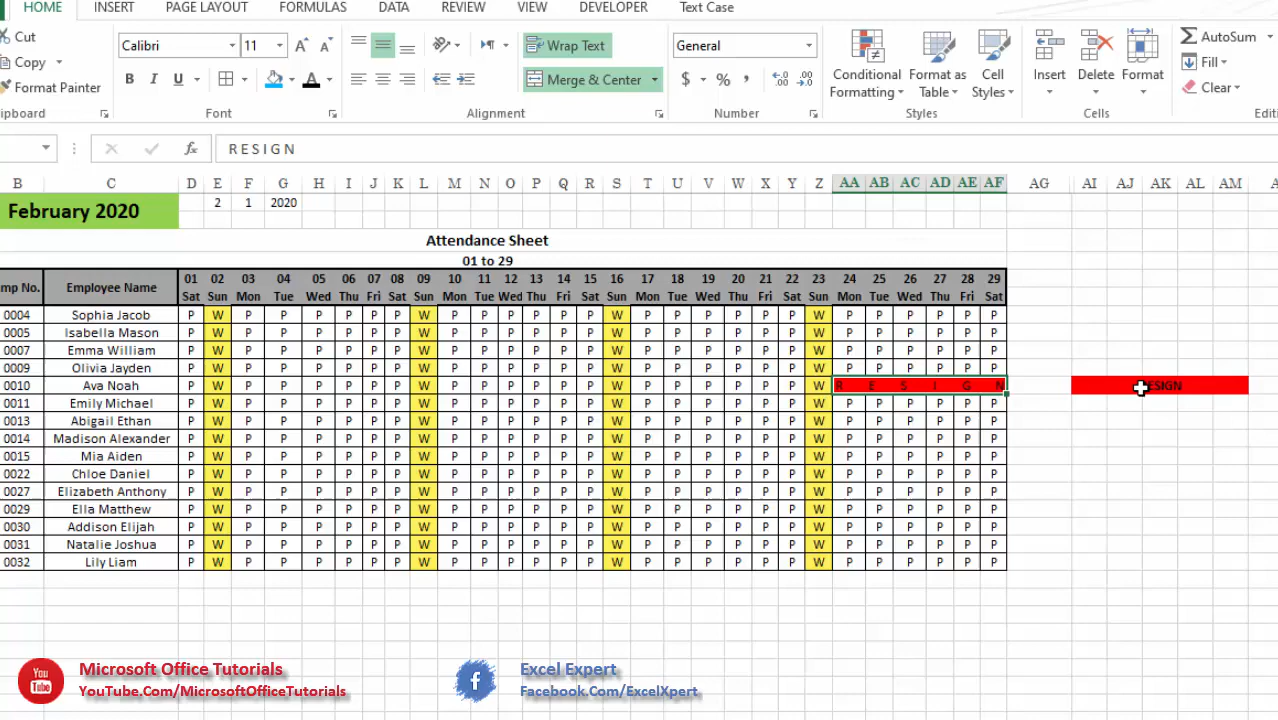 HOME INSERT PAGE LAYOUT FORMULAS DATA REVIEW VIEW DEVELOPER Text Case
Cut
Copy
Format Painter
Calibri 11
Wrap Text
Merge & Center
General
$ %
Conditional Formatting
Format as Table
Cell Styles
Insert Delete Format
AutoSum
Fill
Clear
lipboard Font Alignment Number Styles Cells Editi
R E S I G N
B C D E F G H I J K L M N O P Q R S T U V W X Y Z AA AB AC AD AE AF AG AI AJ AK AL AM
February 2020 2 1 2020
Attendance Sheet
01 to 29
mp No. Employee Name 01 02 03 04 05 06 07 08 09 10 11 12 13 14 15 16 17 18 19 20 21 22 23 24 25 26 27 28 29
Sat Sun Mon Tue Wed Thu Fri Sat Sun Mon Tue Wed Thu Fri Sat Sun Mon Tue Wed Thu Fri Sat Sun Mon Tue Wed Thu Fri Sat
0004 Sophia Jacob P W P P P P P P W P P P P P P W P P P P P P W P P P P P P
0005 Isabella Mason P W P P P P P P W P P P P P P W P P P P P P W P P P P P P
0007 Emma William P W P P P P P P W P P P P P P W P P P P P P W P P P P P P
0009 Olivia Jayden P W P P P P P P W P P P P P P W P P P P P P W P P P P P P
0010 Ava Noah P W P P P P P P W P P P P P P W P P P P P P W R E S I G N
0011 Emily Michael P W P P P P P P W P P P P P P W P P P P P P W P P P P P P
0013 Abigail Ethan P W P P P P P P W P P P P P P W P P P P P P W P P P P P P
0014 Madison Alexander P W P P P P P P W P P P P P P W P P P P P P W P P P P P P
0015 Mia Aiden P W P P P P P P W P P P P P P W P P P P P P W P P P P P P
0022 Chloe Daniel P W P P P P P P W P P P P P P W P P P P P P W P P P P P P
0027 Elizabeth Anthony P W P P P P P P W P P P P P P W P P P P P P W P P P P P P
0029 Ella Matthew P W P P P P P P W P P P P P P W P P P P P P W P P P P P P
0030 Addison Elijah P W P P P P P P W P P P P P P W P P P P P P W P P P P P P
0031 Natalie Joshua P W P P P P P P W P P P P P P W P P P P P P W P P P P P P
0032 Lily Liam P W P P P P P P W P P P P P P W P P P P P P W P P P P P P
You Tube
Microsoft Office Tutorials
YouTube.Com/MicrosoftOfficeTutorials
Excel Expert
Facebook.Com/ExcelXpert